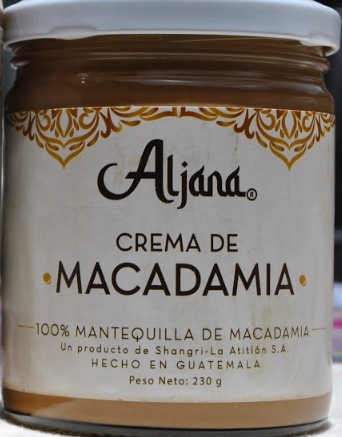 Aljana®
CREMA DE
• MACADAMIA •
100% MANTEQUILLA DE MACADAMIA
Un producto de Shangri-La Atitlón S.A.
HECHO EN GUATEMALA
Peso Neto: 230 g